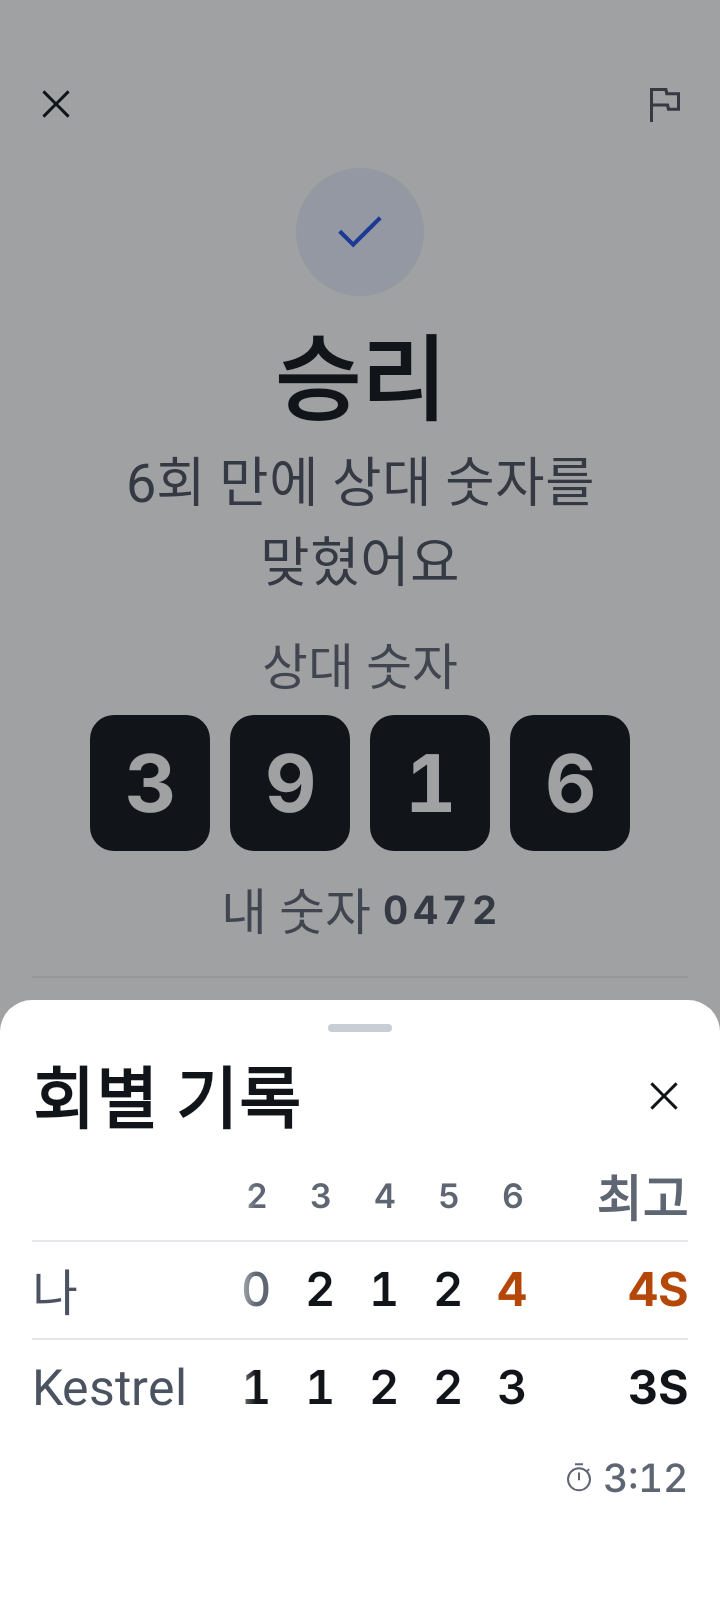 승리
6회 만에 상대 숫자를
맞혔어요
상대 숫자
3 9 1 6
내 숫자 0472
회별 기록
2 3 4 5 6 최고
나 0 2 1 2 4 4S
Kestrel 1 1 2 2 3 3S
3:12